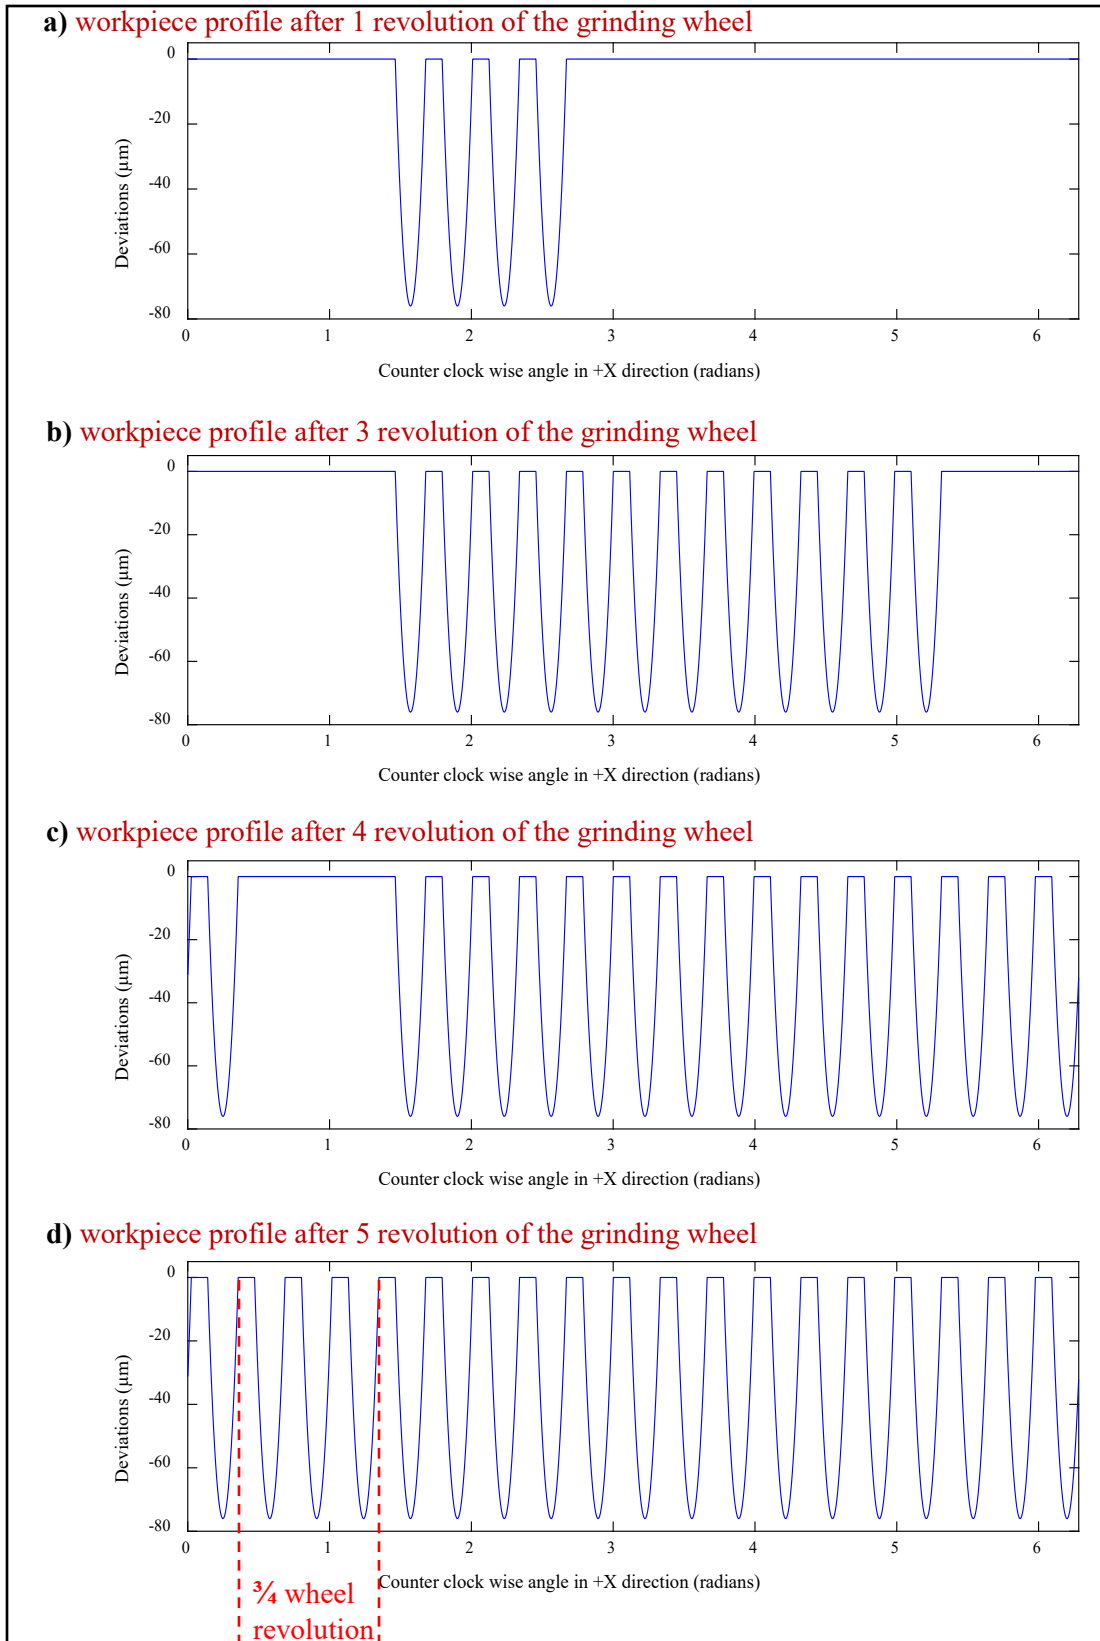 a) workpiece profile after 1 revolution of the grinding wheel
0
-20
-40
-60
-80
Deviations (µm)
0 1 2 3 4 5 6
Counter clock wise angle in +X direction (radians)
b) workpiece profile after 3 revolution of the grinding wheel
0
-20
-40
-60
-80
Deviations (µm)
0 1 2 3 4 5 6
Counter clock wise angle in +X direction (radians)
c) workpiece profile after 4 revolution of the grinding wheel
0
-20
-40
-60
-80
Deviations (µm)
0 1 2 3 4 5 6
Counter clock wise angle in +X direction (radians)
d) workpiece profile after 5 revolution of the grinding wheel
0
-20
-40
-60
-80
Deviations (µm)
0 1 2 3 4 5 6
Counter clock wise angle in +X direction (radians)
¾ wheel
revolution